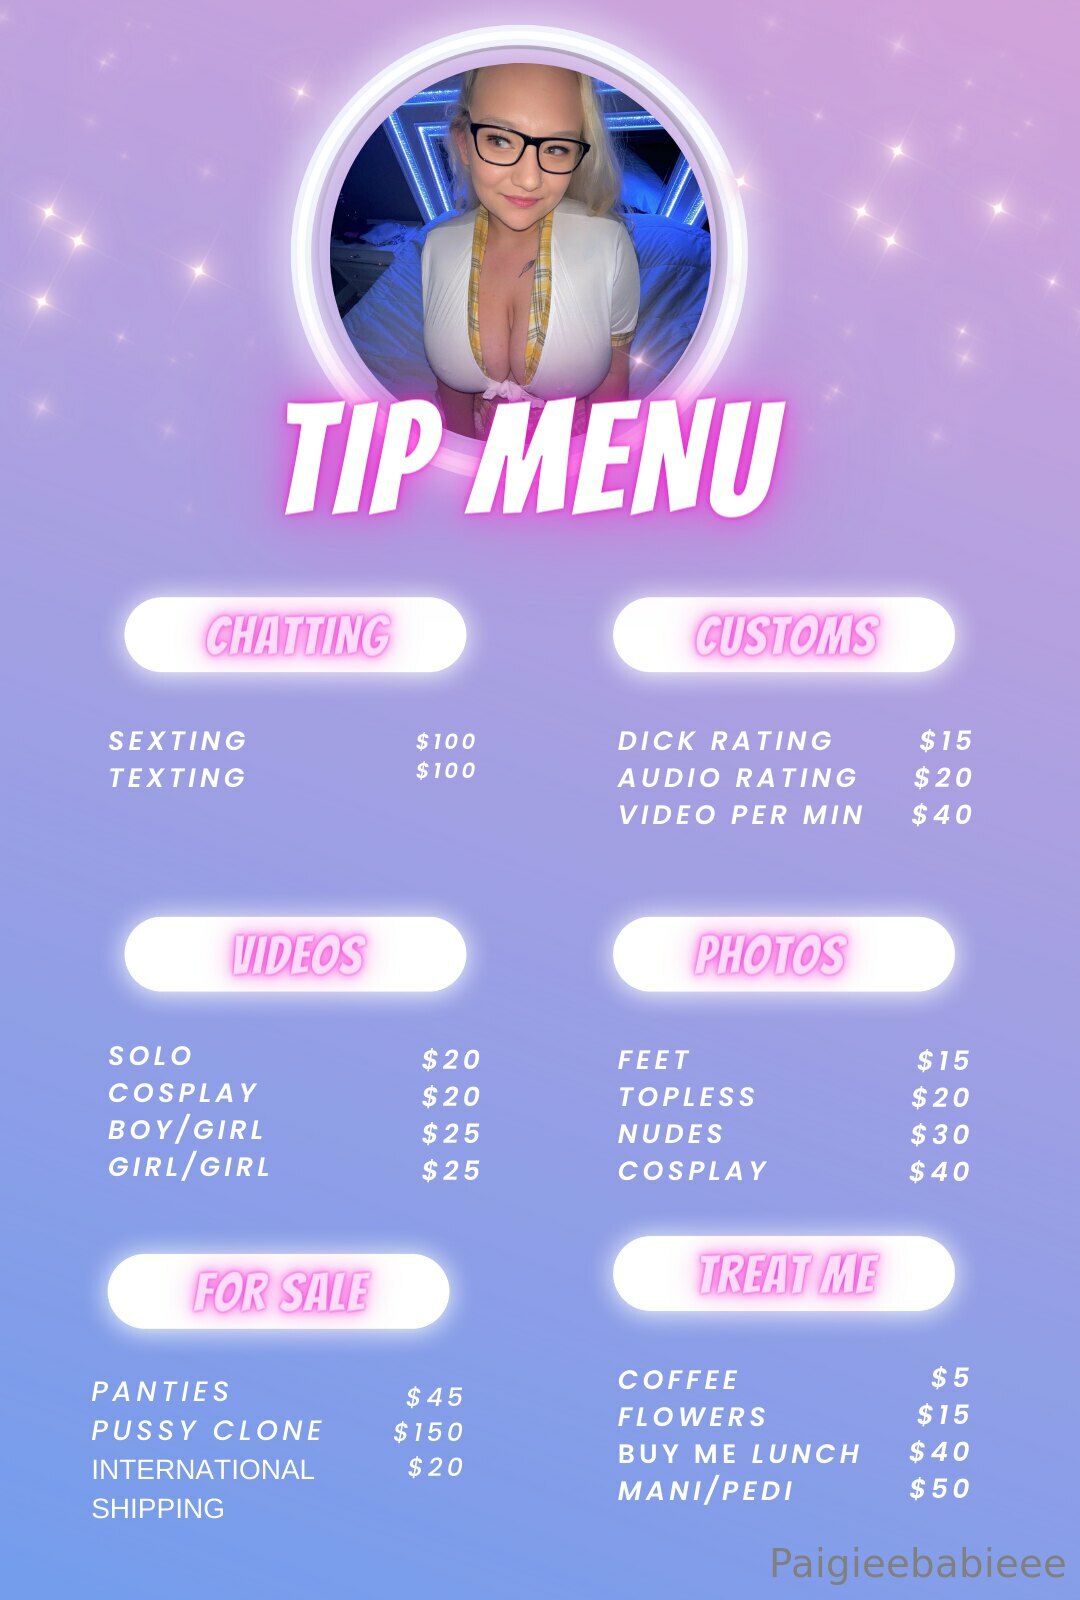 TIP MENU
CHATTING
SEXTING $100
TEXTING $100
CUSTOMS
DICK RATING $15
AUDIO RATING $20
VIDEO PER MIN $40
VIDEOS
SOLO $20
COSPLAY $20
BOY/GIRL $25
GIRL/GIRL $25
PHOTOS
FEET $15
TOPLESS $20
NUDES $30
COSPLAY $40
FOR SALE
PANTIES $45
PUSSY CLONE $150
INTERNATIONAL $20
SHIPPING
TREAT ME
COFFEE $5
FLOWERS $15
BUY ME LUNCH $40
MANI/PEDI $50
Paigieebabieee